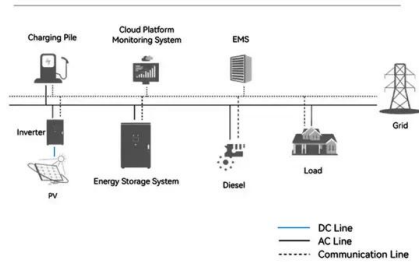 Charging Pile
Cloud Platform
Monitoring System
EMS
Inverter
Grid
PV
Energy Storage System
Diesel
Load
DC Line
AC Line
Communication Line